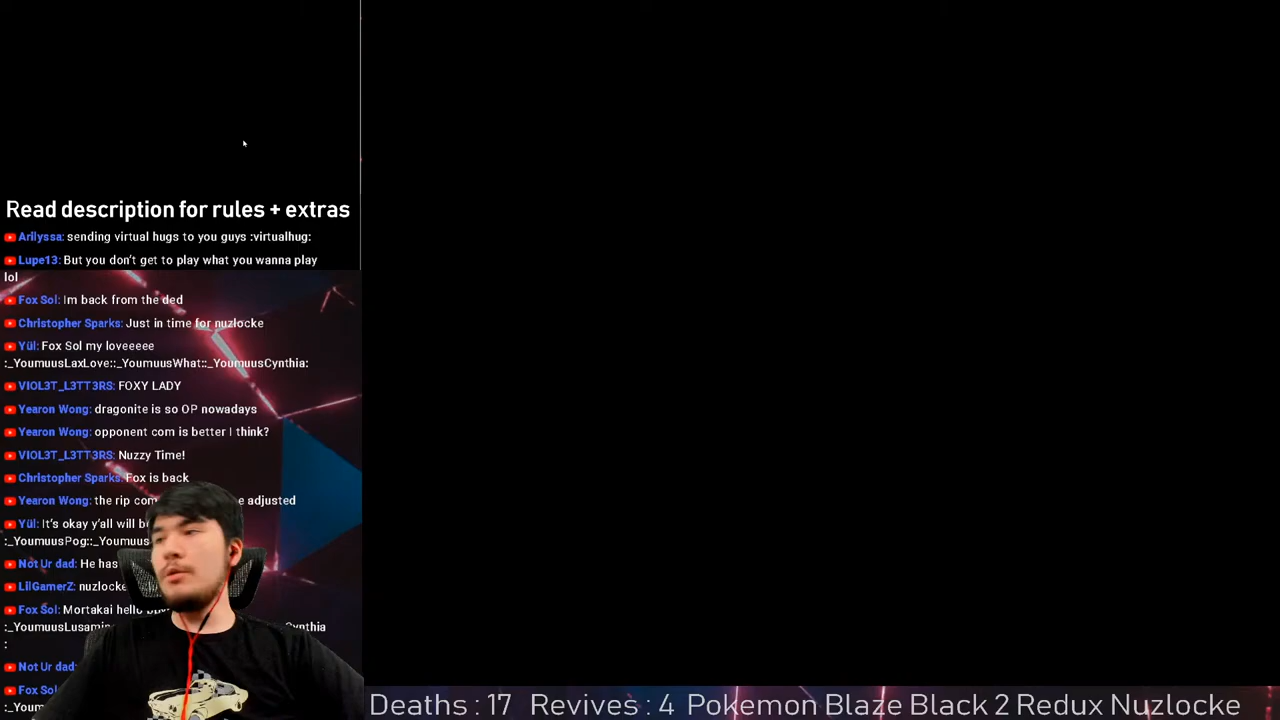 Read description for rules + extras
Arilyssa: sending virtual hugs to you guys :virtualhug:
Lupe13: But you don't get to play what you wanna play
lol
Fox Sol: Im back from the ded
Christopher Sparks: Just in time for nuzlocke
Yül: Fox Sol my loveeeee
:_YoumuusLaxLove::_YoumuusWhat::_YoumuusCynthia:
VIOL3T_L3TT3RS: FOXY LADY
Yearon Wong: dragonite is so OP nowadays
Yearon Wong: opponent com is better I think?
VIOL3T_L3TT3RS: Nuzzy Time!
Christopher Sparks: Fox is back
Yearon Wong: the rip adjusted
Yül: It's okay y'all will
:_YoumuusPog::
Not Ur dad: He has
LilGamerZ: nuzlocke
Fox Sol: Mortakai hello
Not Ur dad:
Fox Sol
Deaths : 17 Revives : 4 Pokemon Blaze Black 2 Redux Nuzlocke